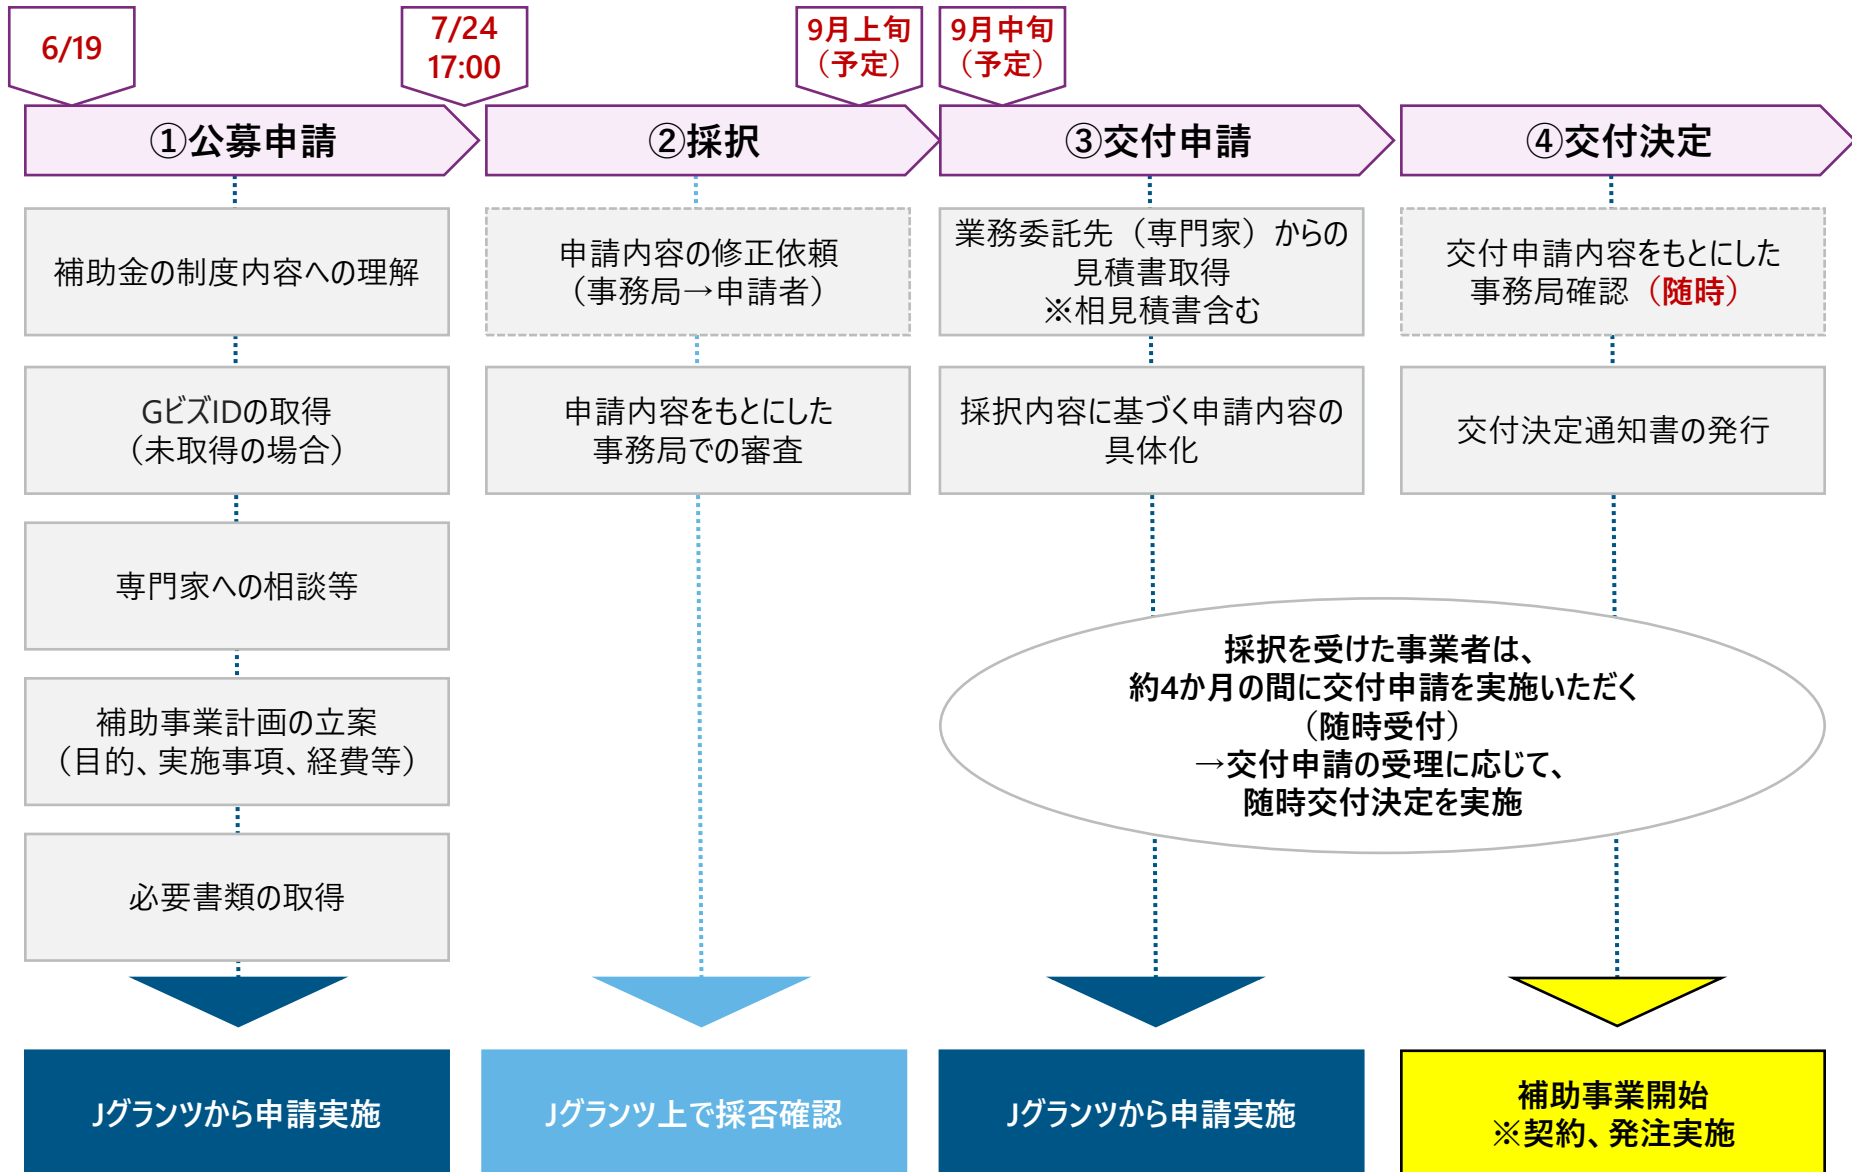 6/19
7/24
17:00
9月上旬
（予定）
9月中旬
（予定）
①公募申請
②採択
③交付申請
④交付決定
補助金の制度内容への理解
GビズIDの取得
（未取得の場合）
専門家への相談等
補助事業計画の立案
（目的、実施事項、経費等）
必要書類の取得
Jグランツから申請実施
申請内容の修正依頼
（事務局→申請者）
申請内容をもとにした
事務局での審査
Jグランツ上で採否確認
業務委託先（専門家）からの
見積書取得
※相見積書含む
採択内容に基づく申請内容の
具体化
Jグランツから申請実施
交付申請内容をもとにした
事務局確認（随時）
交付決定通知書の発行
採択を受けた事業者は、
約4か月の間に交付申請を実施いただく
（随時受付）
→交付申請の受理に応じて、
随時交付決定を実施
補助事業開始
※契約、発注実施